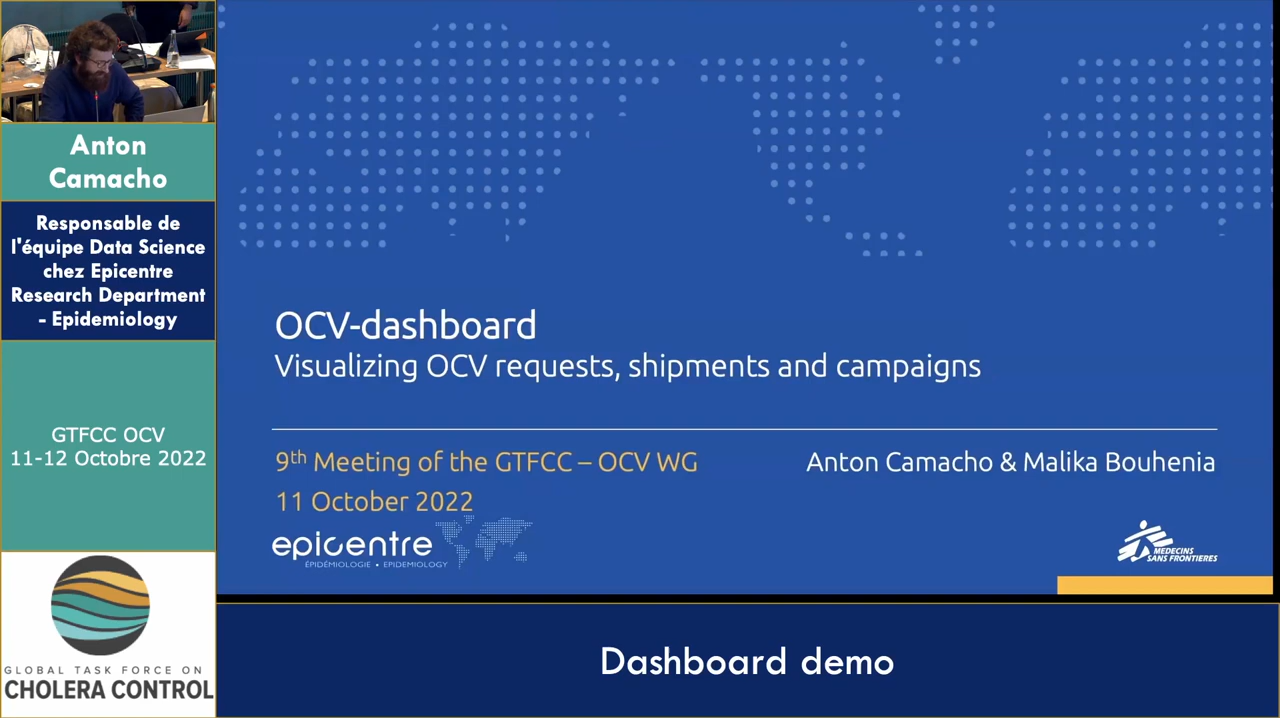 Anton
Camacho
Responsable de
l'équipe Data Science
chez Epicentre
Research Department
- Epidemiology
GTFCC OCV
11-12 Octobre 2022
GLOBAL TASK FORCE ON
CHOLERA CONTROL
OCV-dashboard
Visualizing OCV requests, shipments and campaigns
9th Meeting of the GTFCC – OCV WG
Anton Camacho & Malika Bouhenia
11 October 2022
epicentre
ÉPIDÉMIOLOGIE • EPIDEMIOLOGY
MEDECINS
SANS FRONTIERES
Dashboard demo